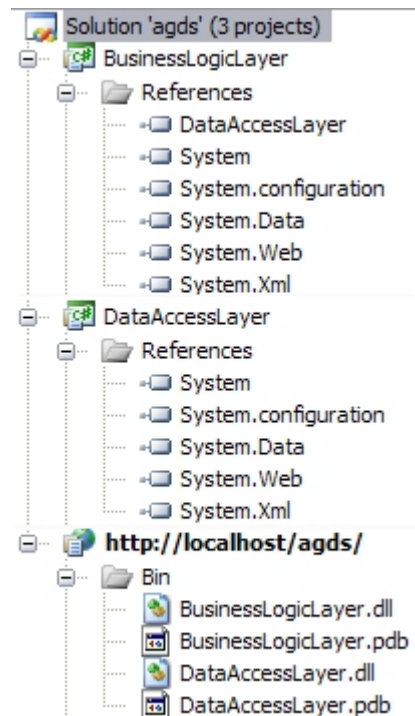 Solution 'agds' (3 projects)
BusinessLogicLayer
References
DataAccessLayer
System
System.configuration
System.Data
System.Web
System.Xml
DataAccessLayer
References
System
System.configuration
System.Data
System.Web
System.Xml
http://localhost/agds/
Bin
BusinessLogicLayer.dll
BusinessLogicLayer.pdb
DataAccessLayer.dll
DataAccessLayer.pdb